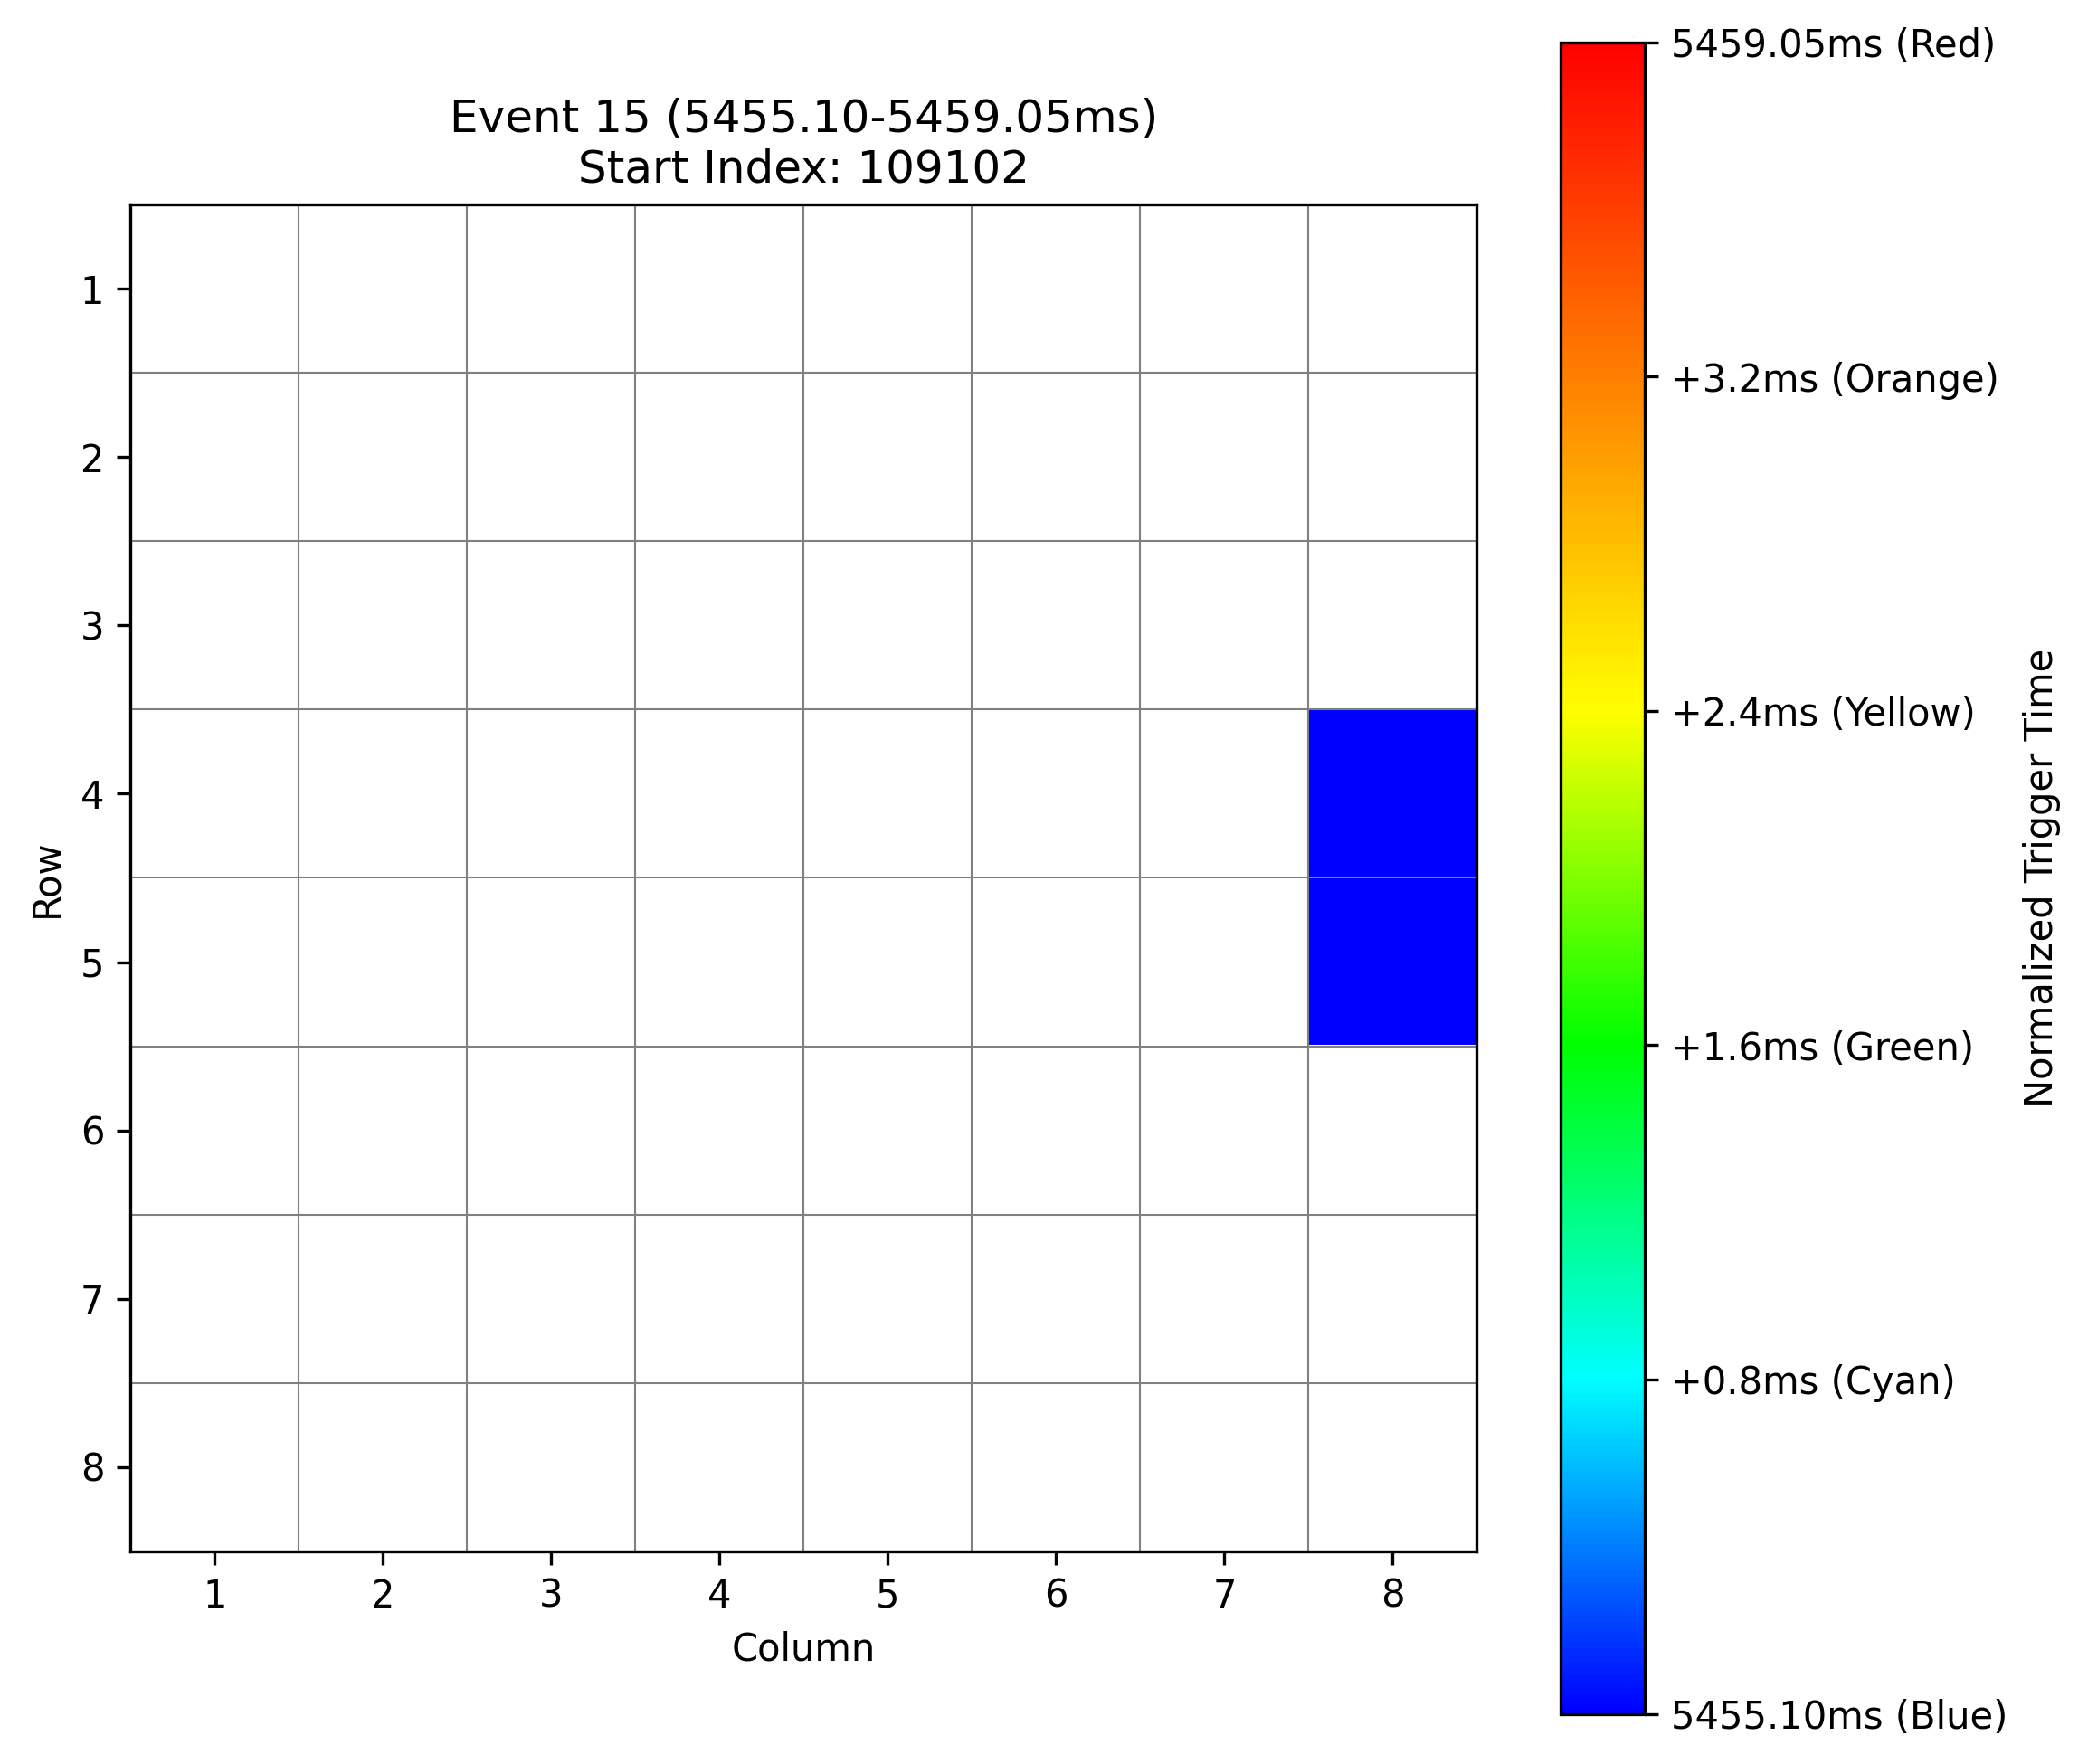 Event 15 (5455.10-5459.05ms)
Start Index: 109102
Row
1
2
3
4
5
6
7
8
1 2 3 4 5 6 7 8
Column
5459.05ms (Red)
+3.2ms (Orange)
+2.4ms (Yellow)
+1.6ms (Green)
+0.8ms (Cyan)
5455.10ms (Blue)
Normalized Trigger Time